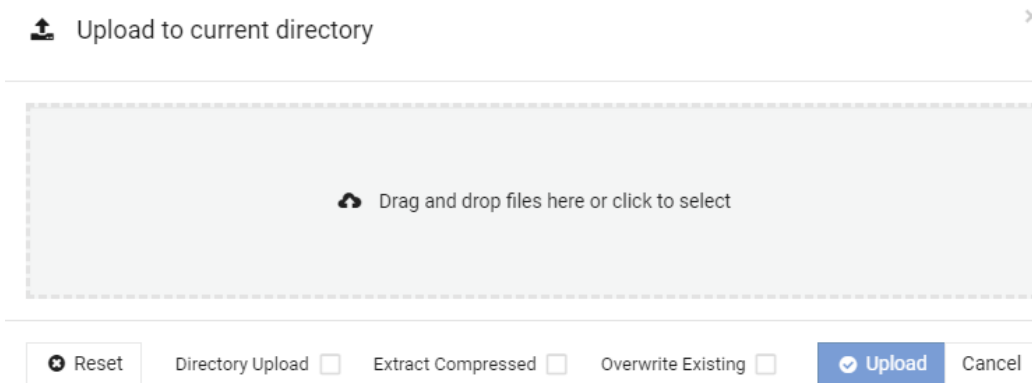 Upload to current directory
Drag and drop files here or click to select
Reset Directory Upload Extract Compressed Overwrite Existing Upload Cancel